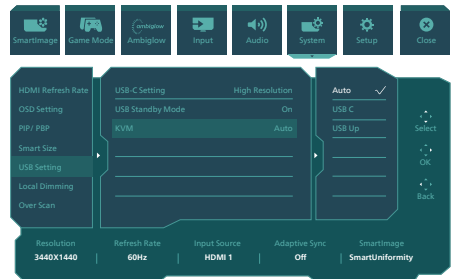 SmartImage Game Mode Ambiglow Input Audio System Setup Close
ambiglow
HDMI Refresh Rate USB-C Setting High Resolution Auto
OSD Setting USB Standby Mode On USB C
PIP / PBP KVM Auto USB Up
Select
Smart Size
OK
USB Setting
Local Dimming
Back
Over Scan
Resolution Refresh Rate Input Source Adaptive Sync SmartImage
3440X1440 | 60Hz | HDMI 1 | Off | SmartUniformity